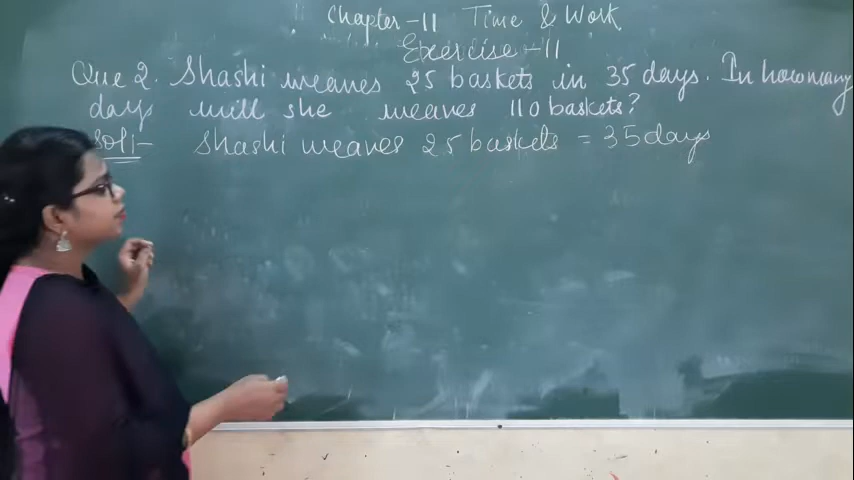 Chapter-11 Time & Work
Exercise-11
Que 2. Shashi weaves 25 baskets in 35 days. In how many
days will she weaves 110 baskets?
Sol:- Shashi weaves 25 baskets = 35 days